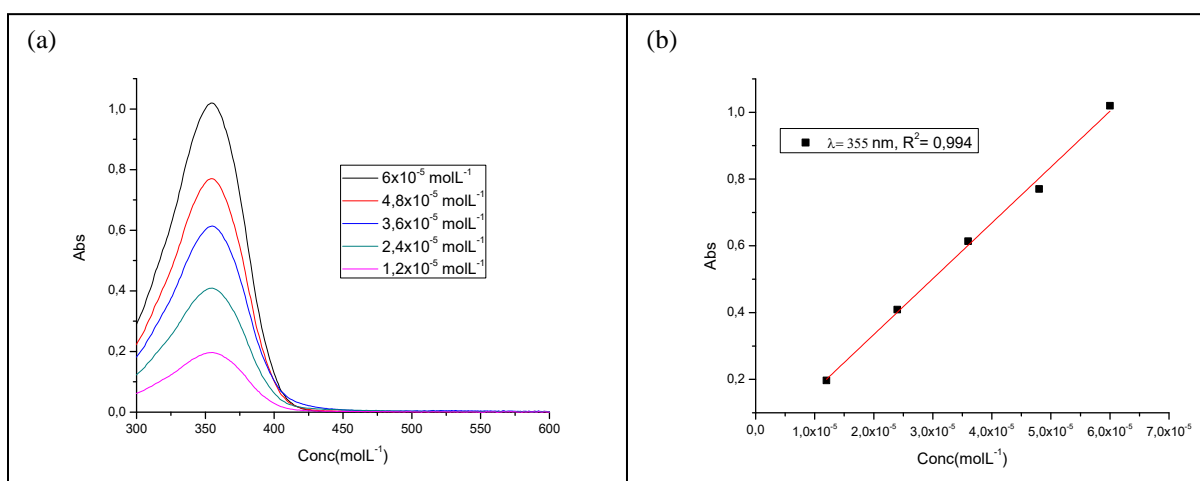 (a)
Abs
1,0
0,8
0,6
0,4
0,2
0,0
300 350 400 450 500 550 600
Conc(molL⁻¹)
6x10⁻⁵ molL⁻¹
4,8x10⁻⁵ molL⁻¹
3,6x10⁻⁵ molL⁻¹
2,4x10⁻⁵ molL⁻¹
1,2x10⁻⁵ molL⁻¹
(b)
Abs
1,0
0,8
0,6
0,4
0,2
0,0 1,0x10⁻⁵ 2,0x10⁻⁵ 3,0x10⁻⁵ 4,0x10⁻⁵ 5,0x10⁻⁵ 6,0x10⁻⁵ 7,0x10⁻⁵
Conc(molL⁻¹)
λ= 355 nm, R²= 0,994